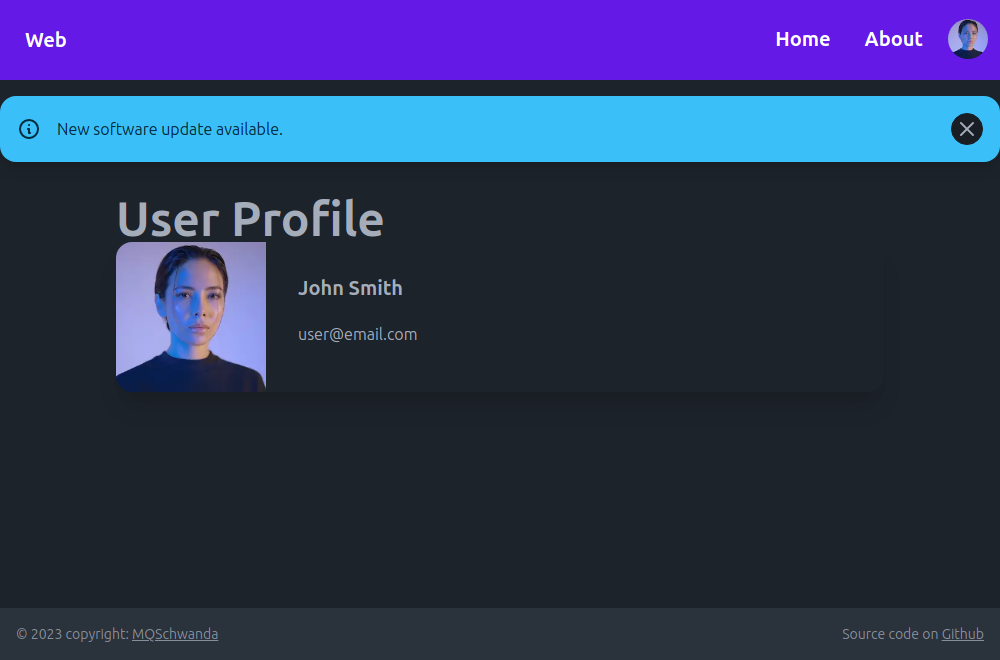 Web
Home About
New software update available.
User Profile
John Smith
user@email.com
© 2023 copyright: MQSchwanda
Source code on Github